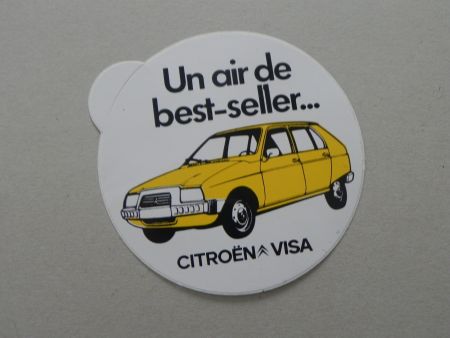 Un air de
best-seller...
CITROËN VISA